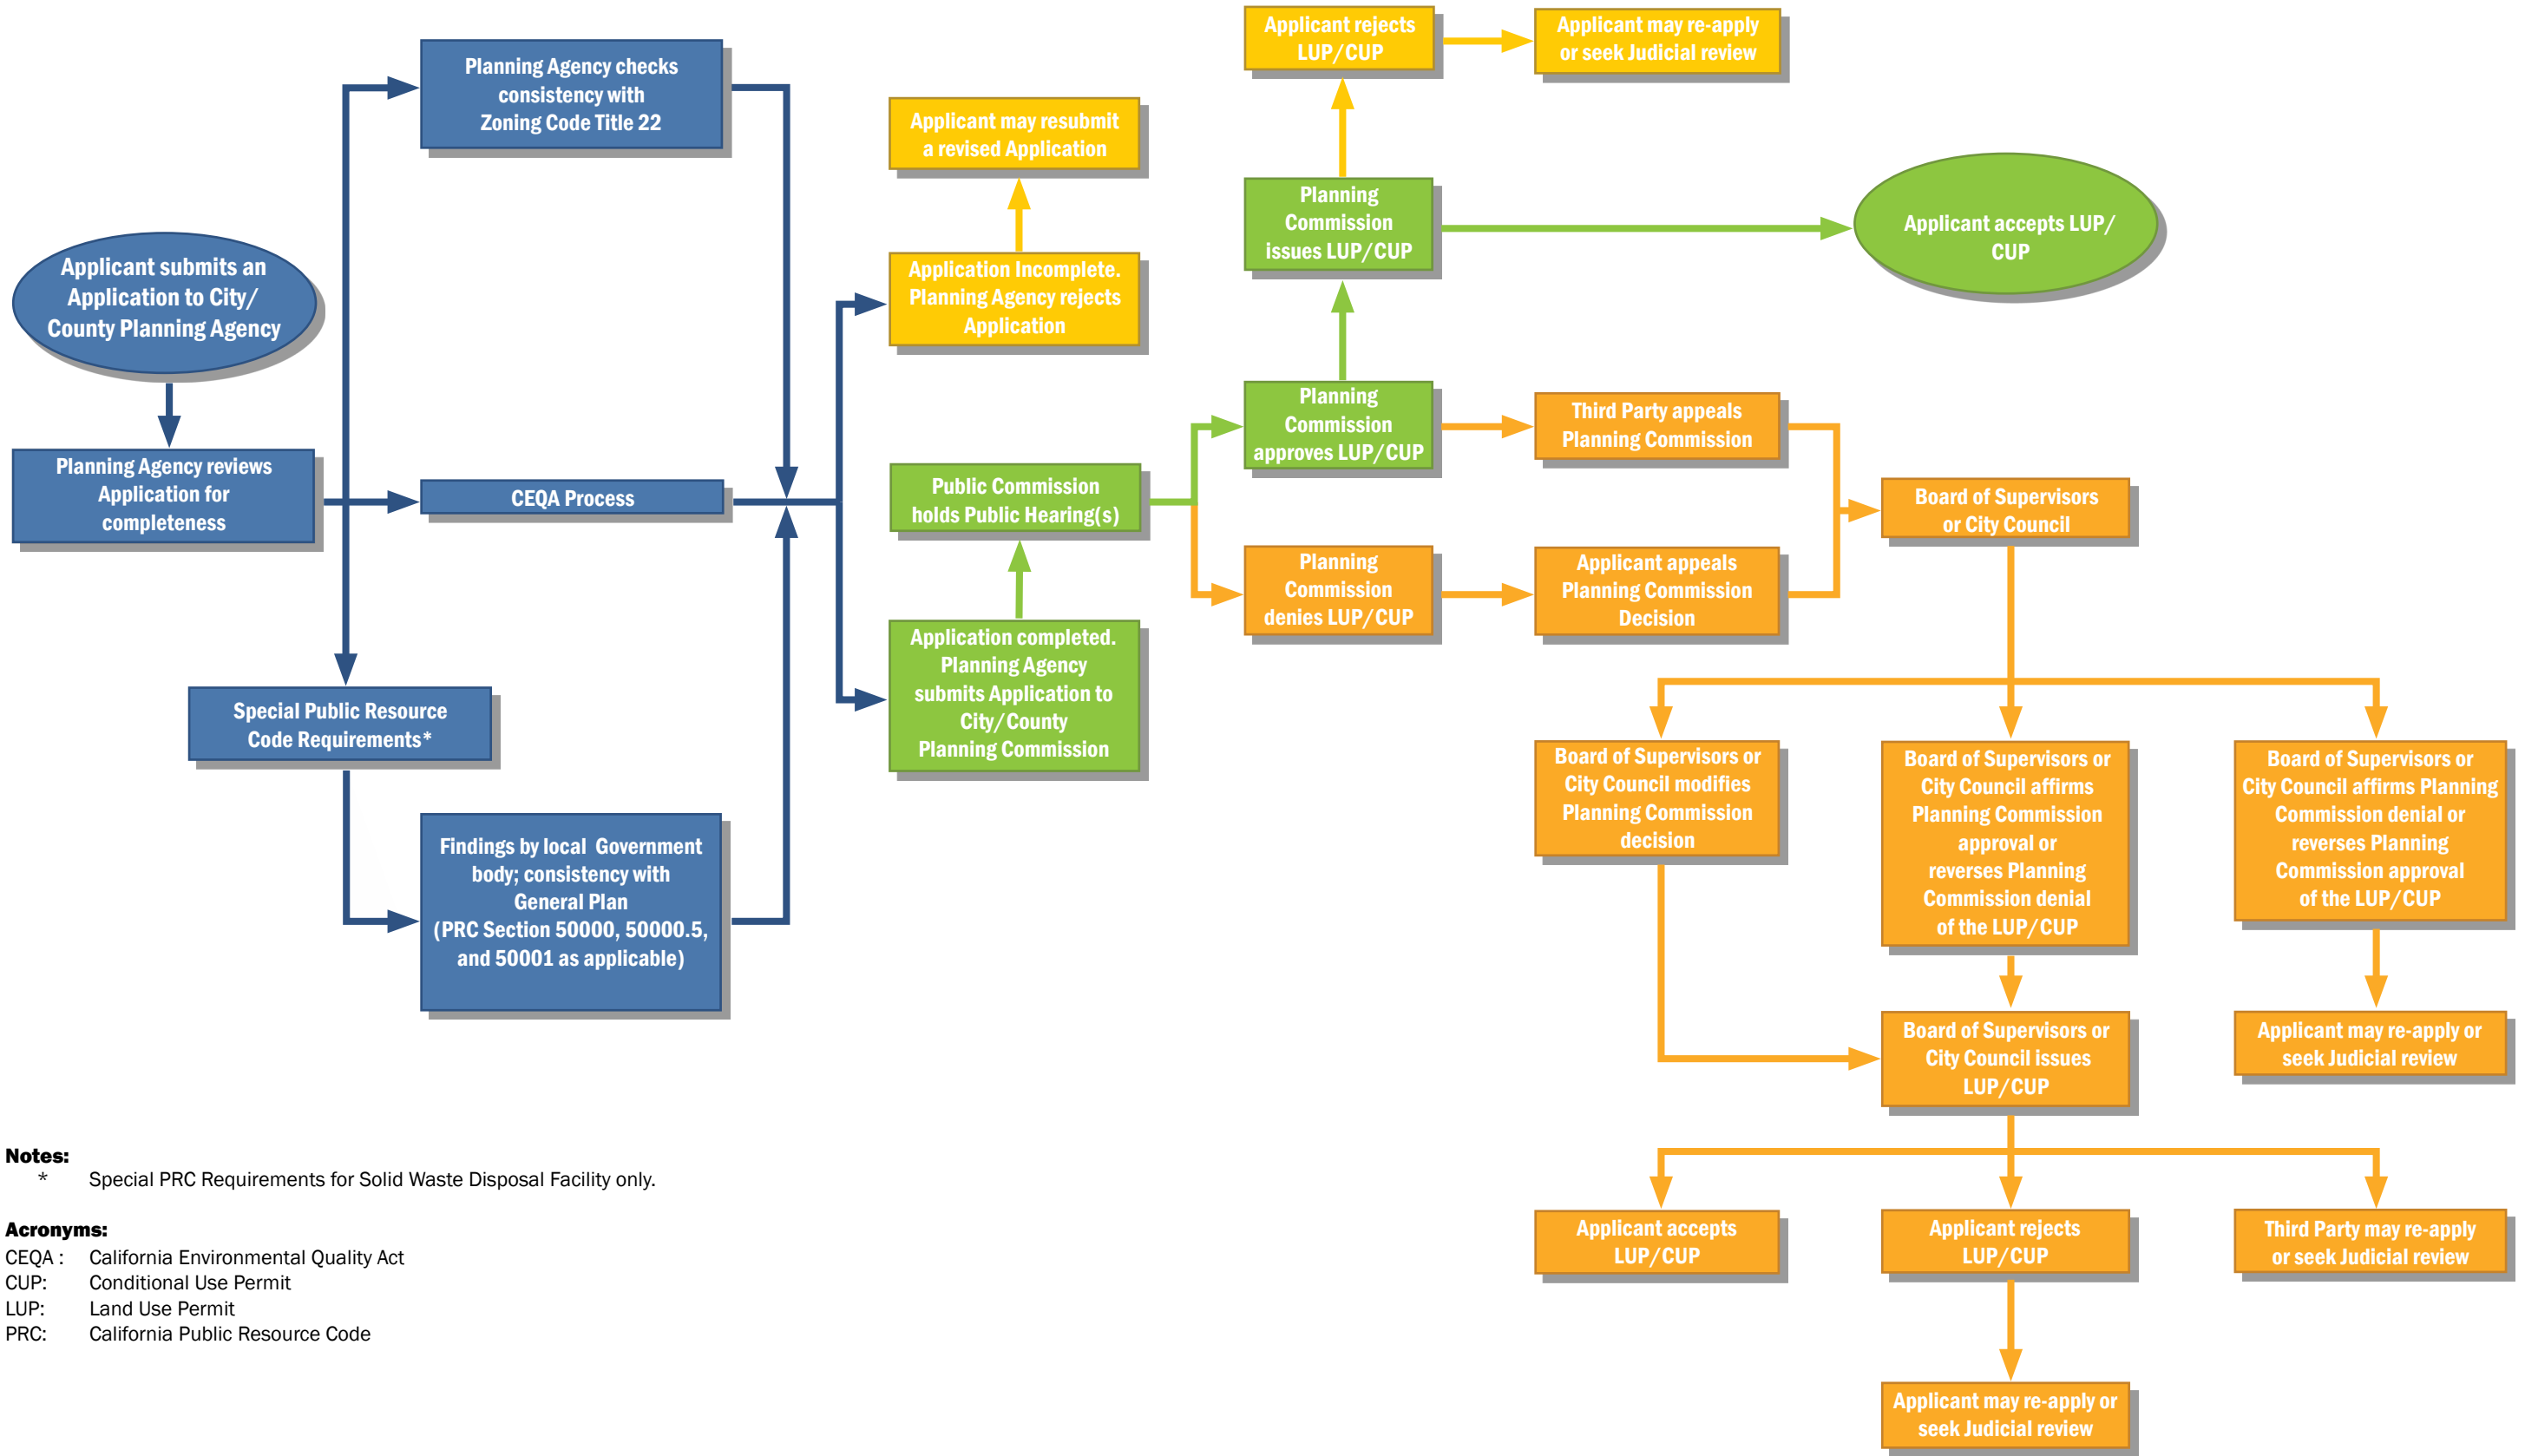 Applicant submits an
Application to City/
County Planning Agency
Planning Agency reviews
Application for
completeness
Planning Agency checks
consistency with
Zoning Code Title 22
CEQA Process
Special Public Resource
Code Requirements*
Findings by local Government
body; consistency with
General Plan
(PRC Section 50000, 50000.5,
and 50001 as applicable)
Applicant may resubmit
a revised Application
Application Incomplete.
Planning Agency rejects
Application
Public Commission
holds Public Hearing(s)
Application completed.
Planning Agency
submits Application to
City/County
Planning Commission
Applicant rejects
LUP/CUP
Applicant may re-apply
or seek Judicial review
Planning
Commission
issues LUP/CUP
Applicant accepts LUP/
CUP
Planning
Commission
approves LUP/CUP
Third Party appeals
Planning Commission
Planning
Commission
denies LUP/CUP
Applicant appeals
Planning Commission
Decision
Board of Supervisors
or City Council
Board of Supervisors or
City Council modifies
Planning Commission
decision
Board of Supervisors or
City Council affirms
Planning Commission
approval or
reverses Planning
Commission denial
of the LUP/CUP
Board of Supervisors or
City Council affirms Planning
Commission denial or
reverses Planning
Commission approval
of the LUP/CUP
Board of Supervisors or
City Council issues
LUP/CUP
Applicant may re-apply or
seek Judicial review
Applicant accepts
LUP/CUP
Applicant rejects
LUP/CUP
Third Party may re-apply
or seek Judicial review
Applicant may re-apply or
seek Judicial review
Notes:
* Special PRC Requirements for Solid Waste Disposal Facility only.
Acronyms:
CEQA : California Environmental Quality Act
CUP: Conditional Use Permit
LUP: Land Use Permit
PRC: California Public Resource Code